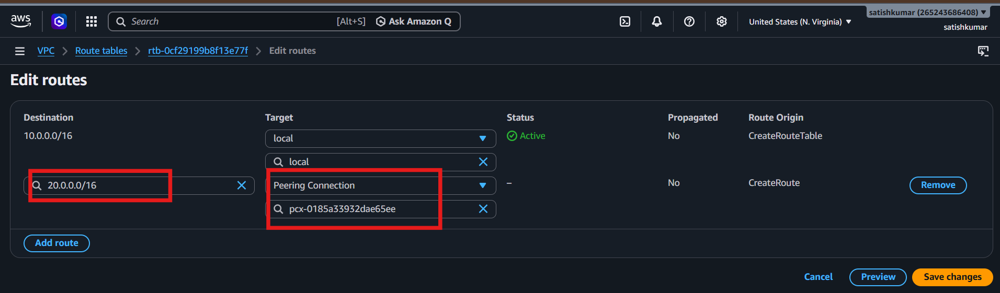 aws
Search [Alt+S] Ask Amazon Q
United States (N. Virginia)
satishkumar (265243686408)
satishkumar
VPC Route tables rtb-0cf29199b8f13e77f Edit routes
Edit routes
Destination Target Status Propagated Route Origin
10.0.0.0/16 local Active No CreateRouteTable
local
20.0.0.0/16 Peering Connection – No CreateRoute Remove
pcx-0185a33932dae65ee
Add route
Cancel Preview Save changes